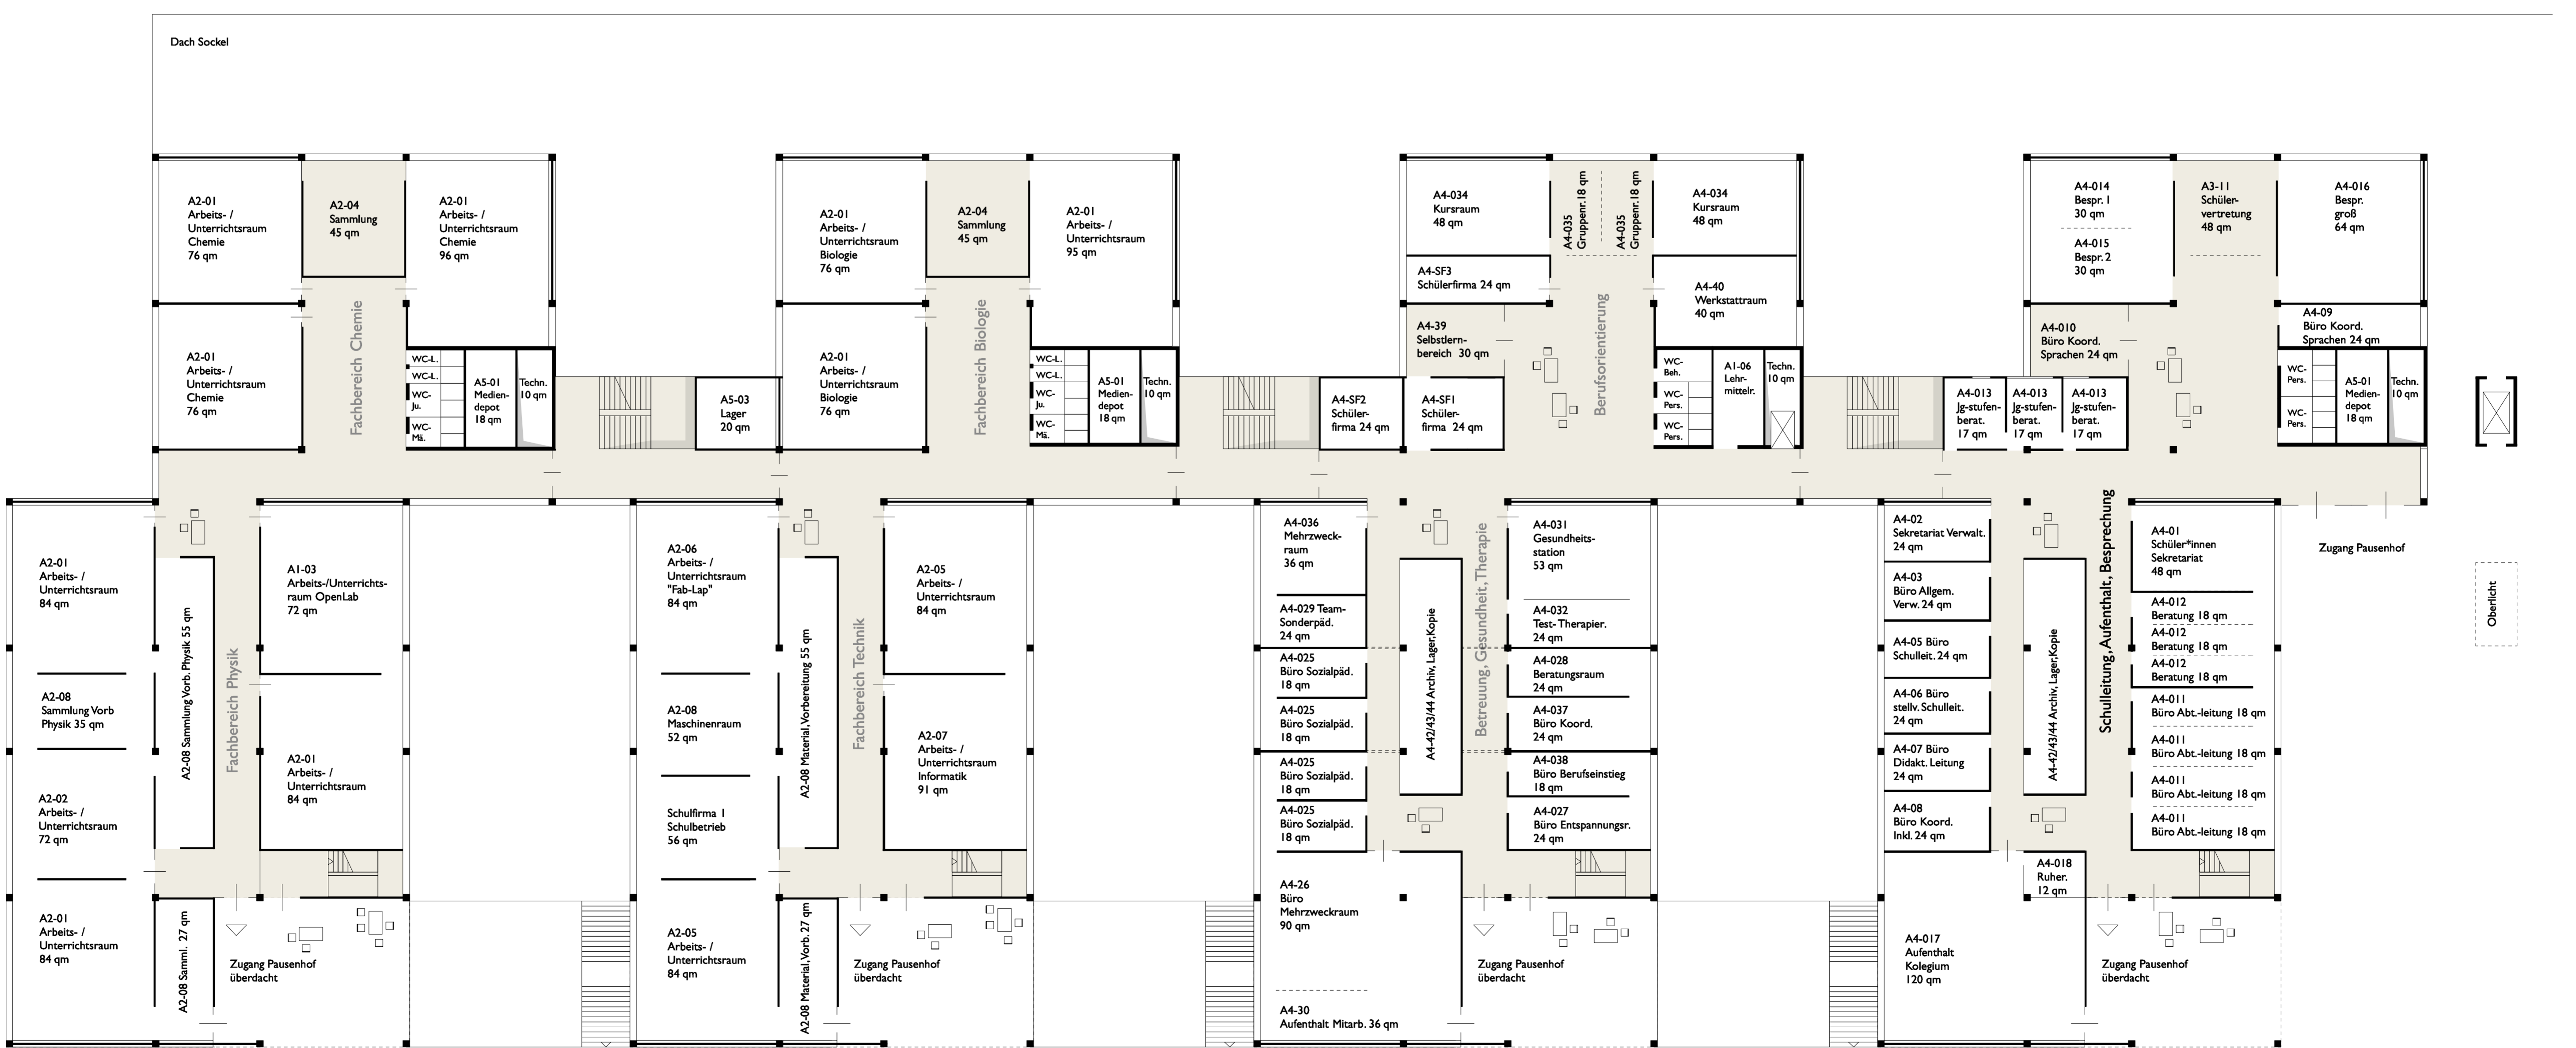 Dach Sockel
A2-01
Arbeits- /
Unterrichtsraum
Chemie
76 qm
A2-04
Sammlung
45 qm
A2-01
Arbeits- /
Unterrichtsraum
Chemie
96 qm
A2-01
Arbeits- /
Unterrichtsraum
Chemie
76 qm
Fachbereich Chemie
WC-L.
WC-L.
WC-
Ju.
WC-
Mä.
A5-01
Medien-
depot
18 qm
Techn.
10 qm
A5-03
Lager
20 qm
A2-01
Arbeits- /
Unterrichtsraum
Biologie
76 qm
A2-04
Sammlung
45 qm
A2-01
Arbeits- /
Unterrichtsraum
95 qm
A2-01
Arbeits- /
Unterrichtsraum
Biologie
76 qm
Fachbereich Biologie
WC-L.
WC-L.
WC-
Ju.
WC-
Mä.
A5-01
Medien-
depot
18 qm
Techn.
10 qm
A4-SF2
Schüler-
firma 24 qm
A4-SF1
Schüler-
firma 24 qm
A4-034
Kursraum
48 qm
A4-035
Gruppenr.18 qm
A4-035
Gruppenr.18 qm
A4-034
Kursraum
48 qm
A4-SF3
Schülerfirma 24 qm
A4-39
Selbstlern-
bereich 30 qm
Berufsorientierung
A4-40
Werkstattraum
40 qm
WC-
Beh.
WC-
Pers.
WC-
Pers.
A1-06
Lehr-
mittelr.
Techn.
10 qm
A4-013
Jg-stufen-
berat.
17 qm
A4-013
Jg-stufen-
berat.
17 qm
A4-013
Jg-stufen-
berat.
17 qm
A4-014
Bespr. 1
30 qm
A4-015
Bespr. 2
30 qm
A3-11
Schüler-
vertretung
48 qm
A4-016
Bespr.
groß
64 qm
A4-010
Büro Koord.
Sprachen 24 qm
A4-09
Büro Koord.
Sprachen 24 qm
WC-
Pers.
WC-
Pers.
A5-01
Medien-
depot
18 qm
Techn.
10 qm
A2-01
Arbeits- /
Unterrichtsraum
84 qm
A2-08
Sammlung Vorb
Physik 35 qm
A2-02
Arbeits- /
Unterrichtsraum
72 qm
A2-01
Arbeits- /
Unterrichtsraum
84 qm
A2-08 Sammlung Vorb. Physik 55 qm
A2-08 Samml. 27 qm
Fachbereich Physik
A1-03
Arbeits-/Unterrichts-
raum OpenLab
72 qm
A2-01
Arbeits- /
Unterrichtsraum
84 qm
Zugang Pausenhof
überdacht
A2-06
Arbeits- /
Unterrichtsraum
"Fab-Lap"
84 qm
A2-08
Maschinenraum
52 qm
Schulfirma 1
Schulbetrieb
56 qm
A2-05
Arbeits- /
Unterrichtsraum
84 qm
A2-08 Material,Vorbereitung 55 qm
A2-08 Material,Vorb. 27 qm
Fachbereich Technik
A2-05
Arbeits- /
Unterrichtsraum
84 qm
A2-07
Arbeits- /
Unterrichtsraum
Informatik
91 qm
Zugang Pausenhof
überdacht
A4-036
Mehrzweck-
raum
36 qm
A4-029 Team-
Sonderpäd.
24 qm
A4-025
Büro Sozialpäd.
18 qm
A4-025
Büro Sozialpäd.
18 qm
A4-025
Büro Sozialpäd.
18 qm
A4-025
Büro Sozialpäd.
18 qm
A4-26
Büro
Mehrzweckraum
90 qm
A4-30
Aufenthalt Mitarb. 36 qm
A4-42/43/44 Archiv, Lager,Kopie
Betreuung, Gesundheit,Therapie
A4-031
Gesundheits-
station
53 qm
A4-032
Test- Therapier.
24 qm
A4-028
Beratungsraum
24 qm
A4-037
Büro Koord.
24 qm
A4-038
Büro Berufseinstieg
18 qm
A4-027
Büro Entspannungsr.
24 qm
Zugang Pausenhof
überdacht
A4-02
Sekretariat Verwalt.
24 qm
A4-03
Büro Allgem.
Verw. 24 qm
A4-05 Büro
Schulleit. 24 qm
A4-06 Büro
stellv. Schulleit.
24 qm
A4-07 Büro
Didakt. Leitung
24 qm
A4-08
Büro Koord.
Inkl. 24 qm
A4-017
Aufenthalt
Kolegium
120 qm
A4-42/43/44 Archiv, Lager,Kopie
A4-018
Ruher.
12 qm
Schulleitung, Aufenthalt, Besprechung
A4-01
Schüler*innen
Sekretariat
48 qm
A4-012
Beratung 18 qm
A4-012
Beratung 18 qm
A4-012
Beratung 18 qm
A4-011
Büro Abt.-leitung 18 qm
A4-011
Büro Abt.-leitung 18 qm
A4-011
Büro Abt.-leitung 18 qm
A4-011
Büro Abt.-leitung 18 qm
Zugang Pausenhof
überdacht
Zugang Pausenhof
Oberlicht